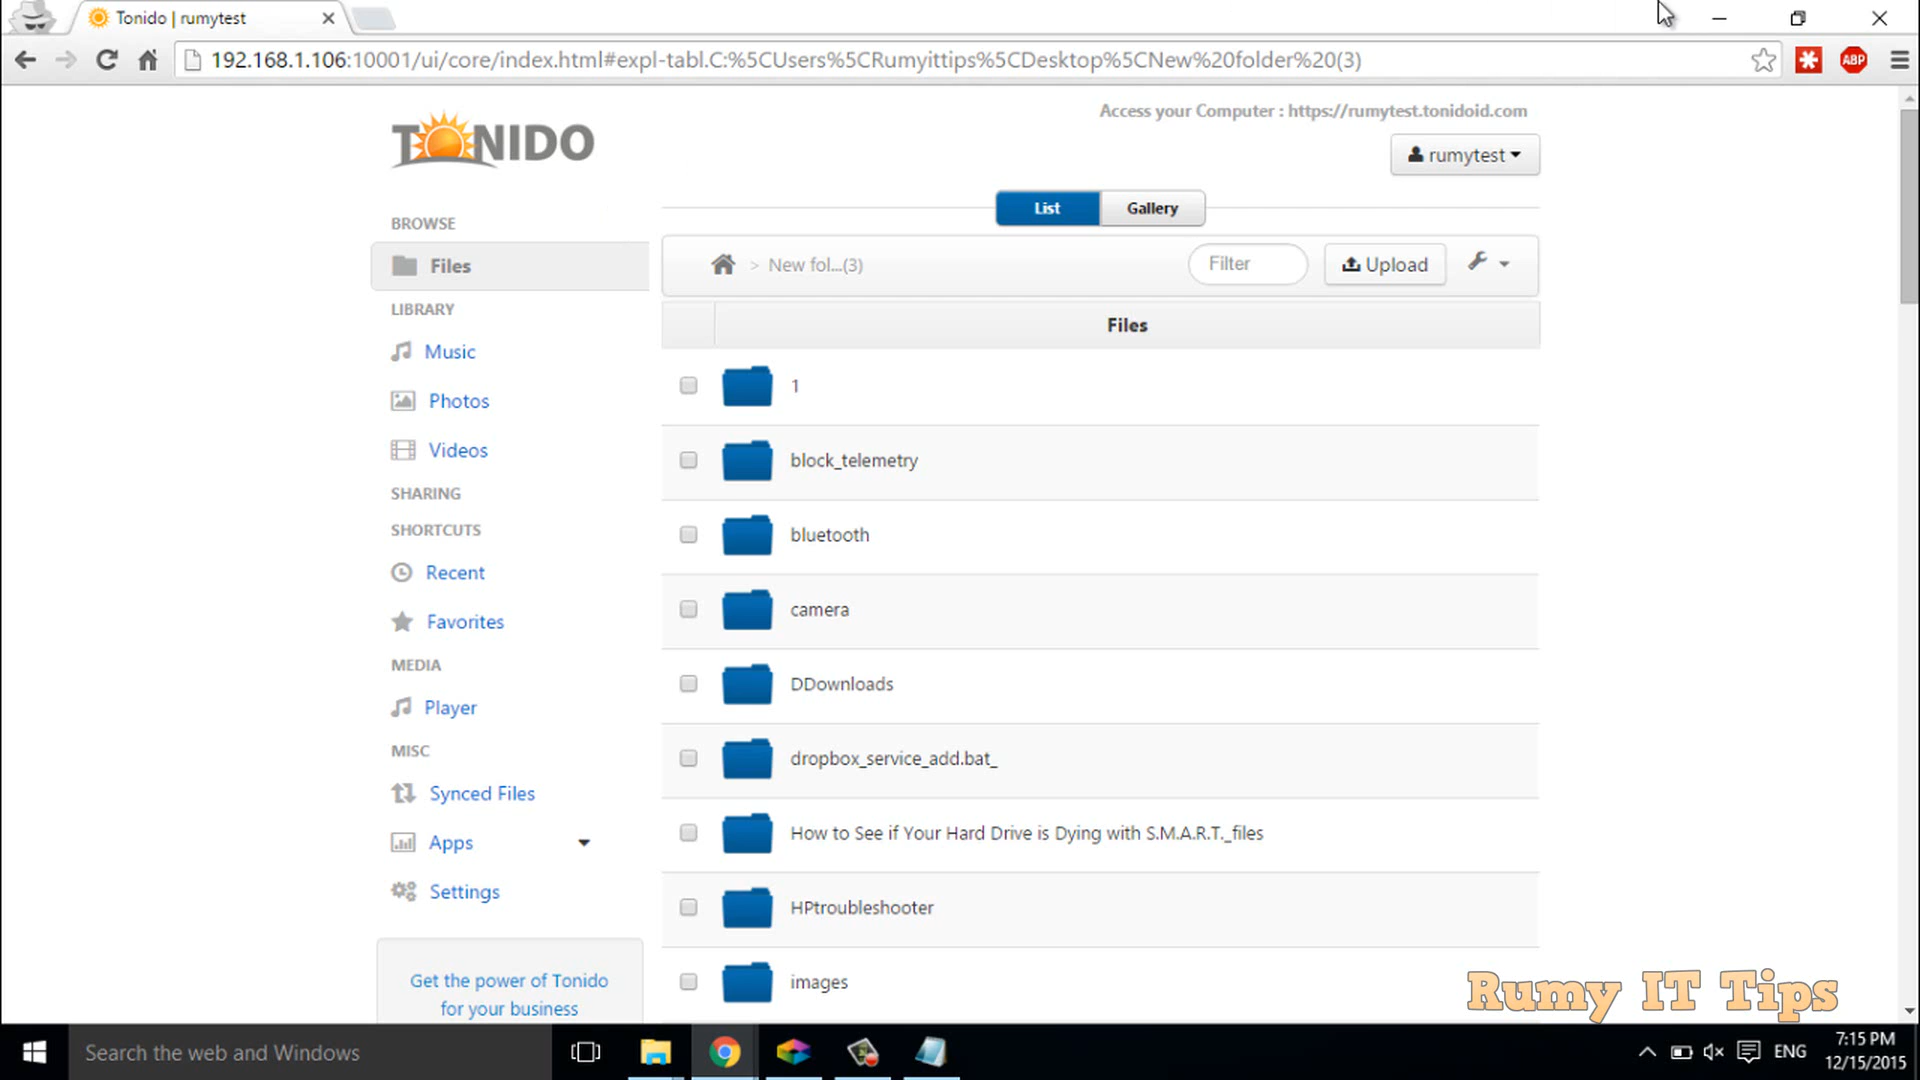 Tonido | rumytest
192.168.1.106:10001/ui/core/index.html#expl-tabl.C:%5CUsers%5CRumyittips%5CDesktop%5CNew%20folder%20(3)
ABP
TONIDO
Access your Computer : https://rumytest.tonidoid.com
rumytest
List
Gallery
BROWSE
Files
New fol...(3)
Filter
Upload
LIBRARY
Files
Music
1
Photos
Videos
block_telemetry
SHARING
SHORTCUTS
bluetooth
Recent
camera
Favorites
MEDIA
DDownloads
Player
MISC
dropbox_service_add.bat_
Synced Files
How to See if Your Hard Drive is Dying with S.M.A.R.T._files
Apps
Settings
HPtroubleshooter
Get the power of Tonido
for your business
images
Rumy IT Tips
Search the web and Windows
ENG
7:15 PM
12/15/2015